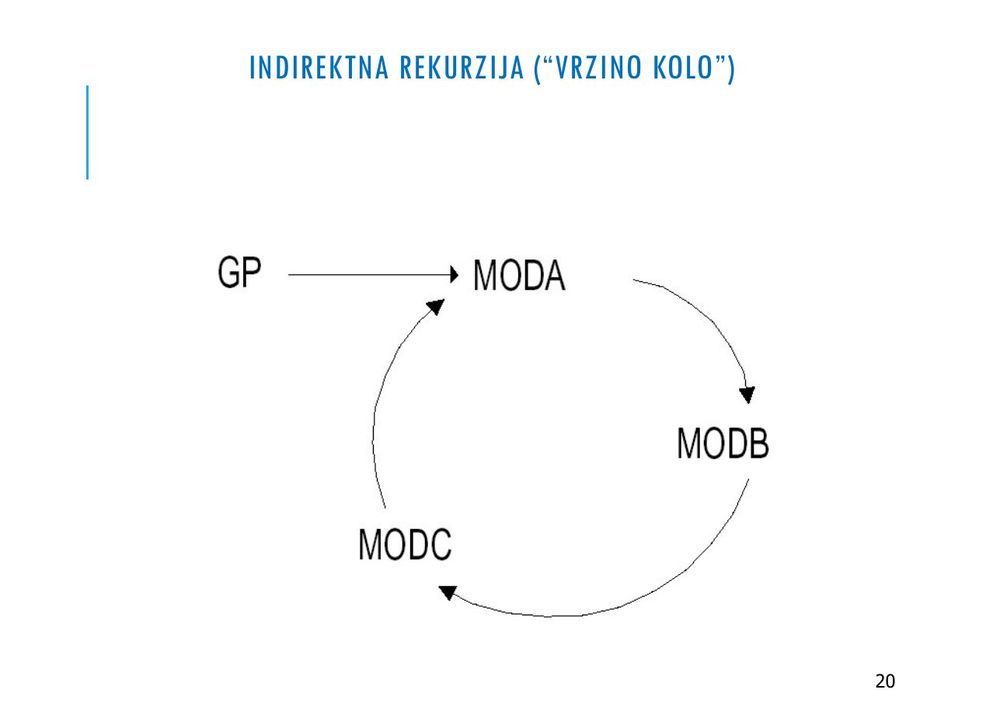 INDIREKTNA REKURZIJA (“VRZINO KOLO”)
GP
MODA
MODB
MODC
20